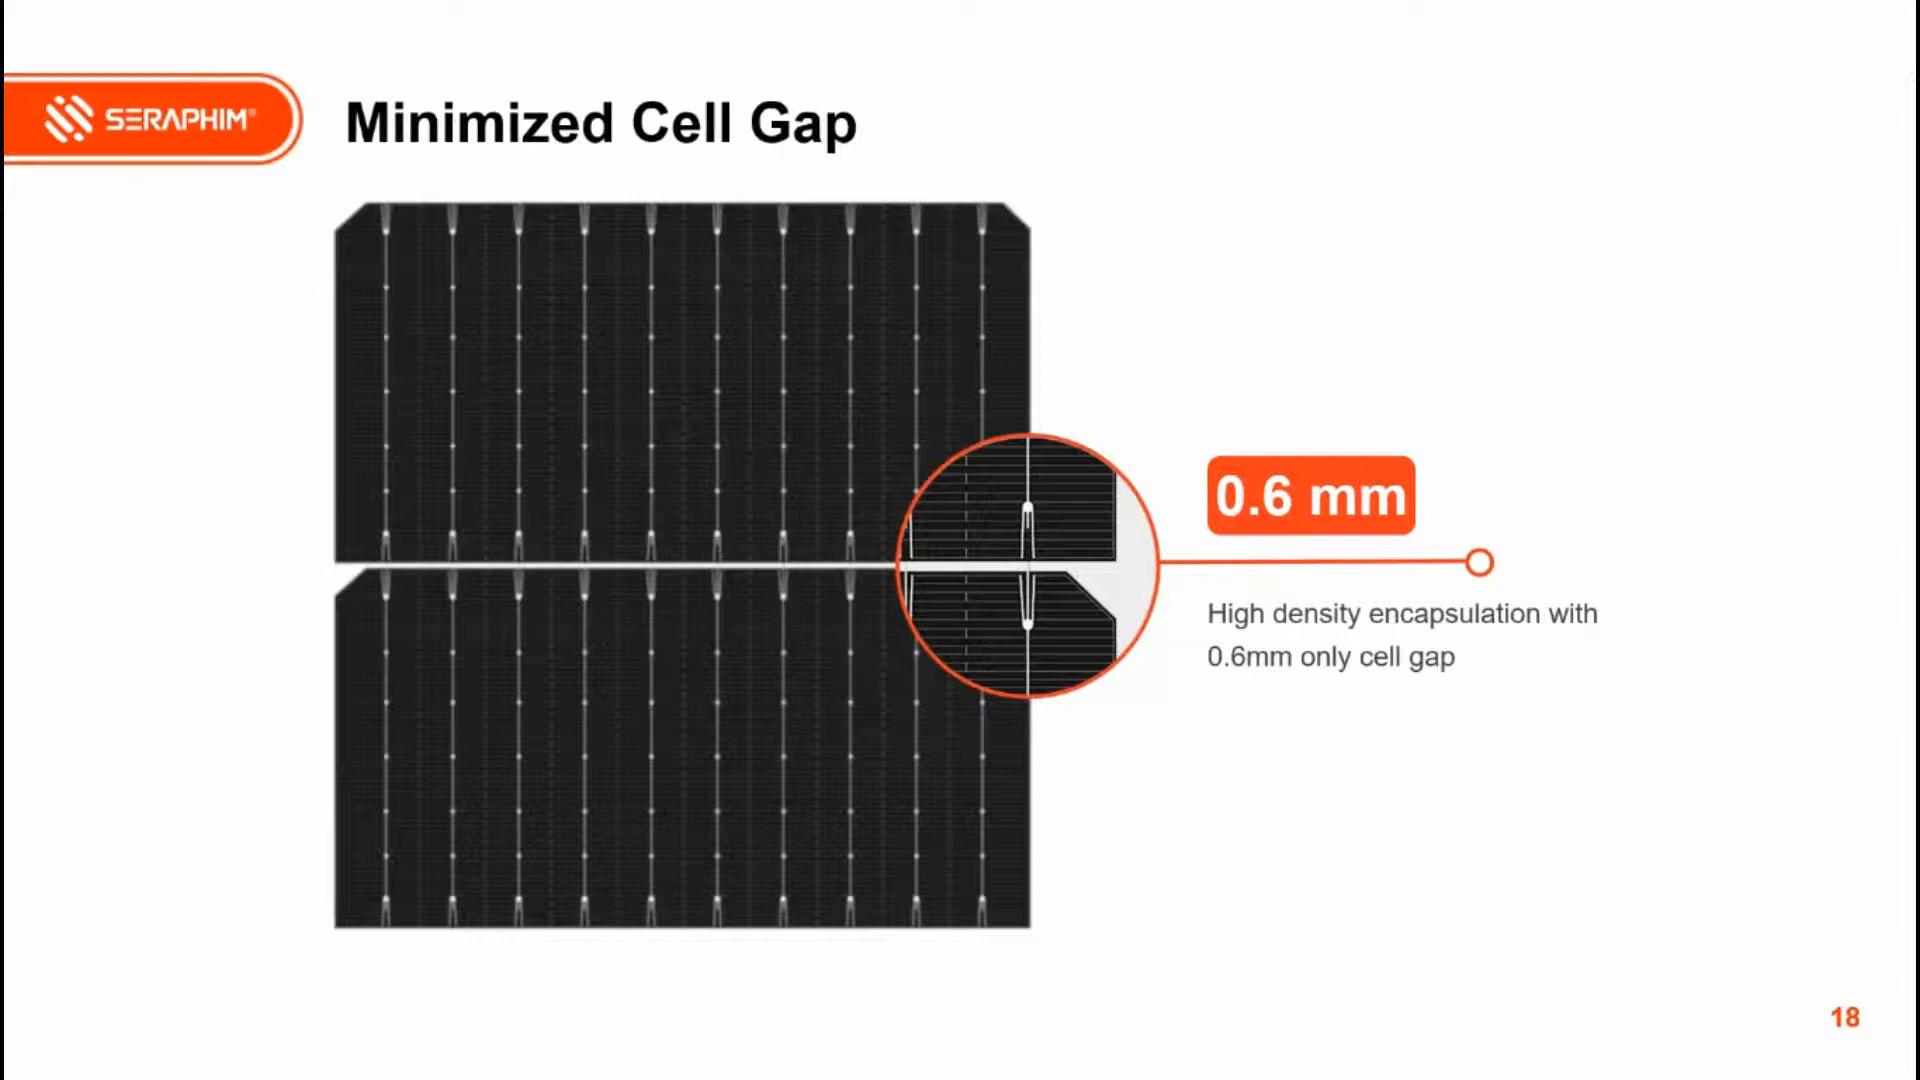 SERAPHIM®
Minimized Cell Gap
0.6 mm
High density encapsulation with
0.6mm only cell gap
18